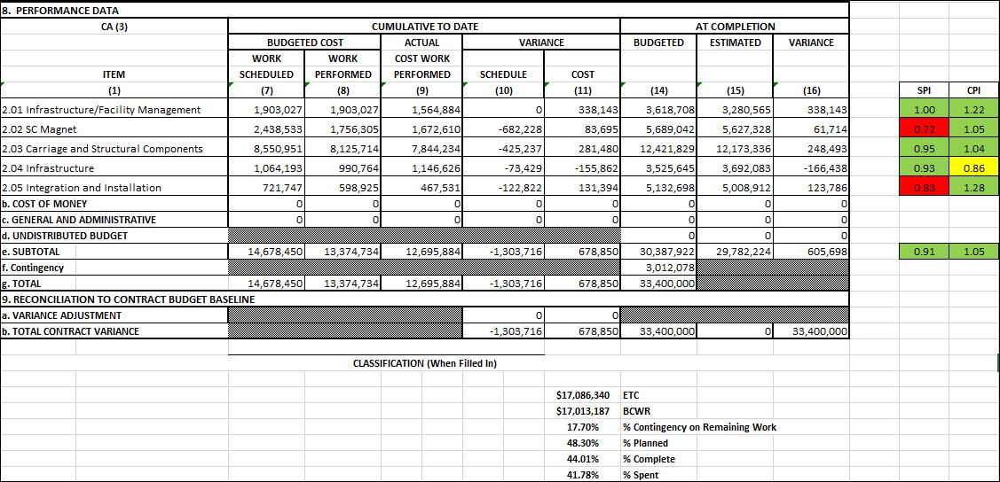 8. PERFORMANCE DATA
CA (3) CUMULATIVE TO DATE AT COMPLETION
BUDGETED COST ACTUAL VARIANCE BUDGETED ESTIMATED VARIANCE
WORK WORK COST WORK
ITEM SCHEDULED PERFORMED PERFORMED SCHEDULE COST
(1) (7) (8) (9) (10) (11) (14) (15) (16) SPI CPI
2.01 Infrastructure/Facility Management 1,903,027 1,903,027 1,564,884 0 338,143 3,618,708 3,280,565 338,143 1.00 1.22
2.02 SC Magnet 2,438,533 1,756,305 1,672,610 -682,228 83,695 5,689,042 5,627,328 61,714 0.72 1.05
2.03 Carriage and Structural Components 8,550,951 8,125,714 7,844,234 -425,237 281,480 12,421,829 12,173,336 248,493 0.95 1.04
2.04 Infrastructure 1,064,193 990,764 1,146,626 -73,429 -155,862 3,525,645 3,692,083 -166,438 0.93 0.86
2.05 Integration and Installation 721,747 598,925 467,531 -122,822 131,394 5,132,698 5,008,912 123,786 0.83 1.28
b. COST OF MONEY 0 0 0 0 0 0 0 0
c. GENERAL AND ADMINISTRATIVE 0 0 0 0 0 0 0 0
d. UNDISTRIBUTED BUDGET 0 0 0
e. SUBTOTAL 14,678,450 13,374,734 12,695,884 -1,303,716 678,850 30,387,922 29,782,224 605,698 0.91 1.05
f. Contingency 3,012,078
g. TOTAL 14,678,450 13,374,734 12,695,884 -1,303,716 678,850 33,400,000
9. RECONCILIATION TO CONTRACT BUDGET BASELINE
a. VARIANCE ADJUSTMENT 0 0
b. TOTAL CONTRACT VARIANCE -1,303,716 678,850 33,400,000 0 33,400,000
CLASSIFICATION (When Filled In)
$17,086,340 ETC
$17,013,187 BCWR
17.70% % Contingency on Remaining Work
48.30% % Planned
44.01% % Complete
41.78% % Spent